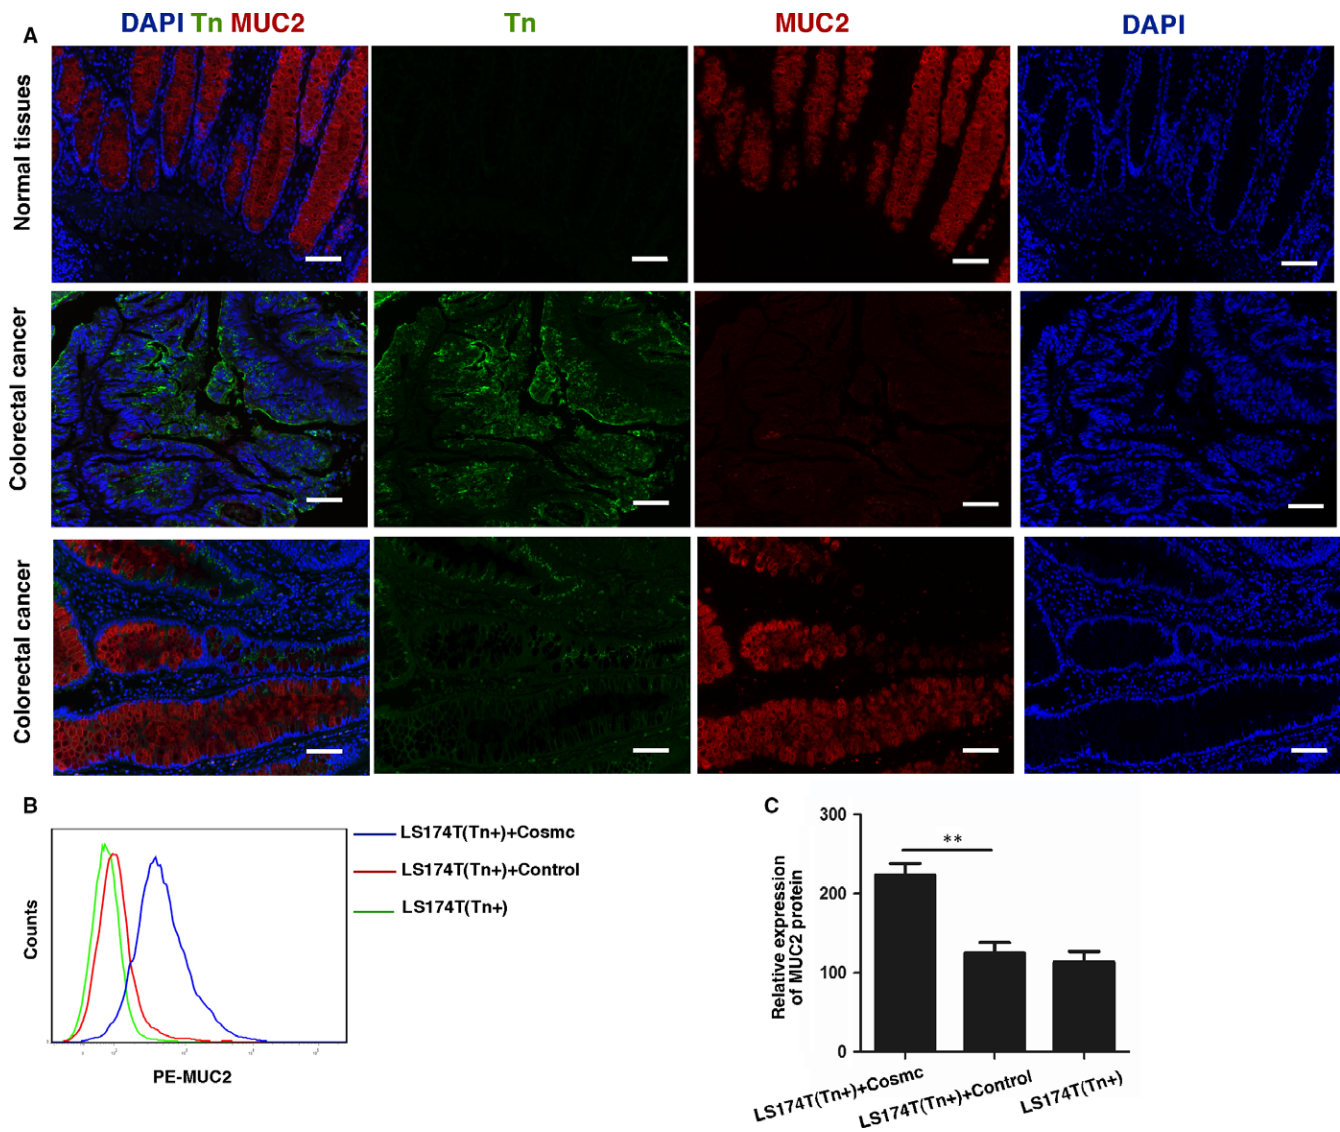 A
DAPI Tn MUC2
Tn
MUC2
DAPI
Normal tissues
Colorectal cancer
Colorectal cancer
B
LS174T(Tn+)+Cosmc
LS174T(Tn+)+Control
LS174T(Tn+)
Counts
PE-MUC2
C
Relative expression
of MUC2 protein
300
200
100
0
**
LS174T(Tn+)+Cosmc
LS174T(Tn+)+Control
LS174T(Tn+)